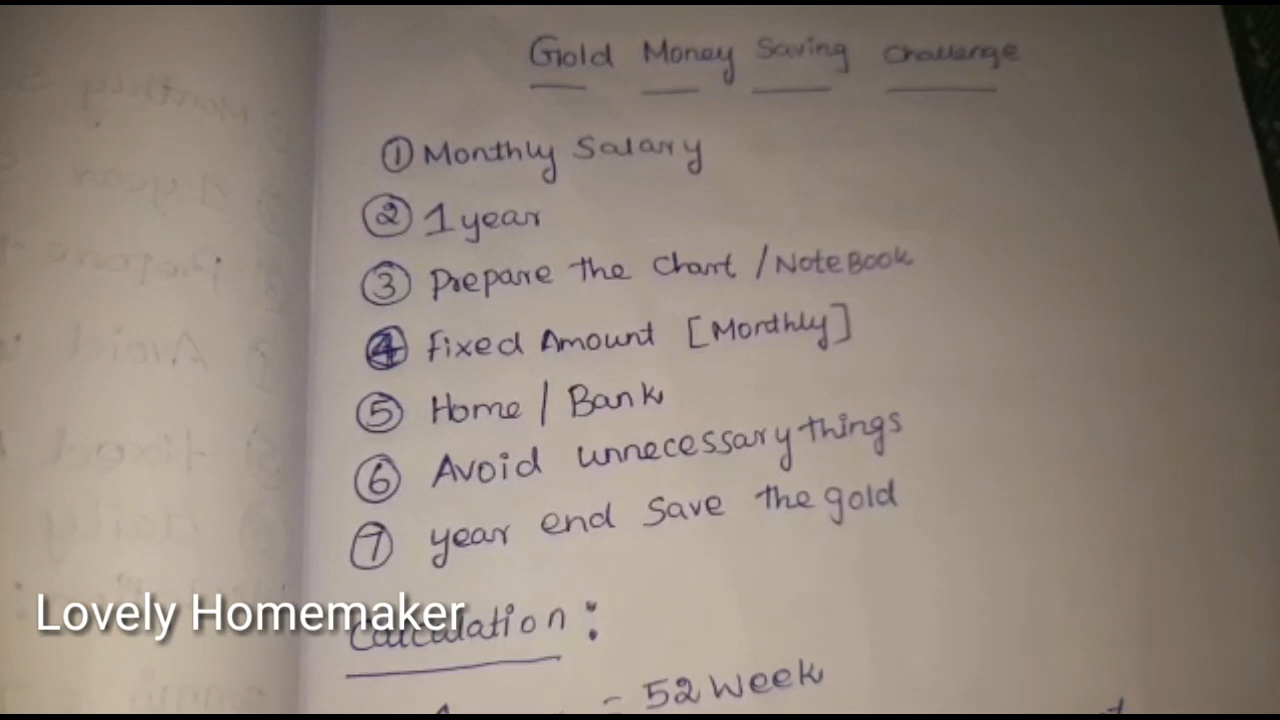 Gold Money Saving Challenge
① Monthly Salary
② 1 year
③ Prepare the Chart / NoteBook
④ fixed Amount [Monthly]
⑤ Home / Bank
⑥ Avoid unnecessary things
⑦ year end Save the gold
Lovely Homemaker
Calculation :
- 52 Week